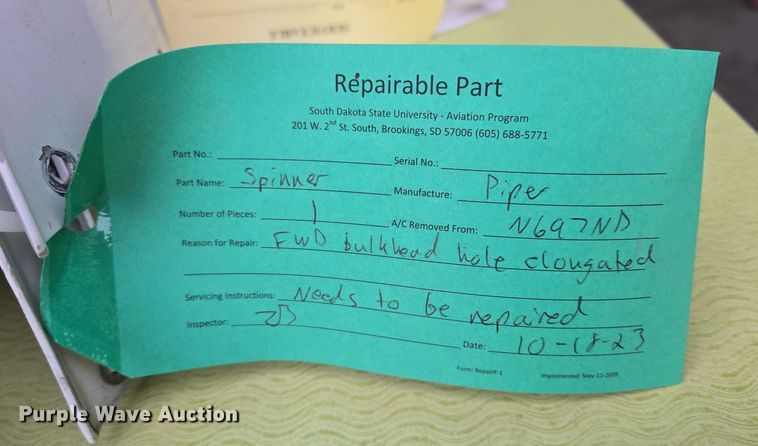 Repairable Part
South Dakota State University - Aviation Program
201 W. 2nd St. South, Brookings, SD 57006 (605) 688-5771
Part No.: Serial No.:
Part Name: Spinner Manufacture: Piper
Number of Pieces: 1 A/C Removed From: N697ND
Reason for Repair: FWD bulkhead hole elongated
Servicing Instructions: Needs to be repaired
Inspector: Date: 10-18-23
Form: RepairP-1 Implemented: May-11-2009
Purple Wave Auction